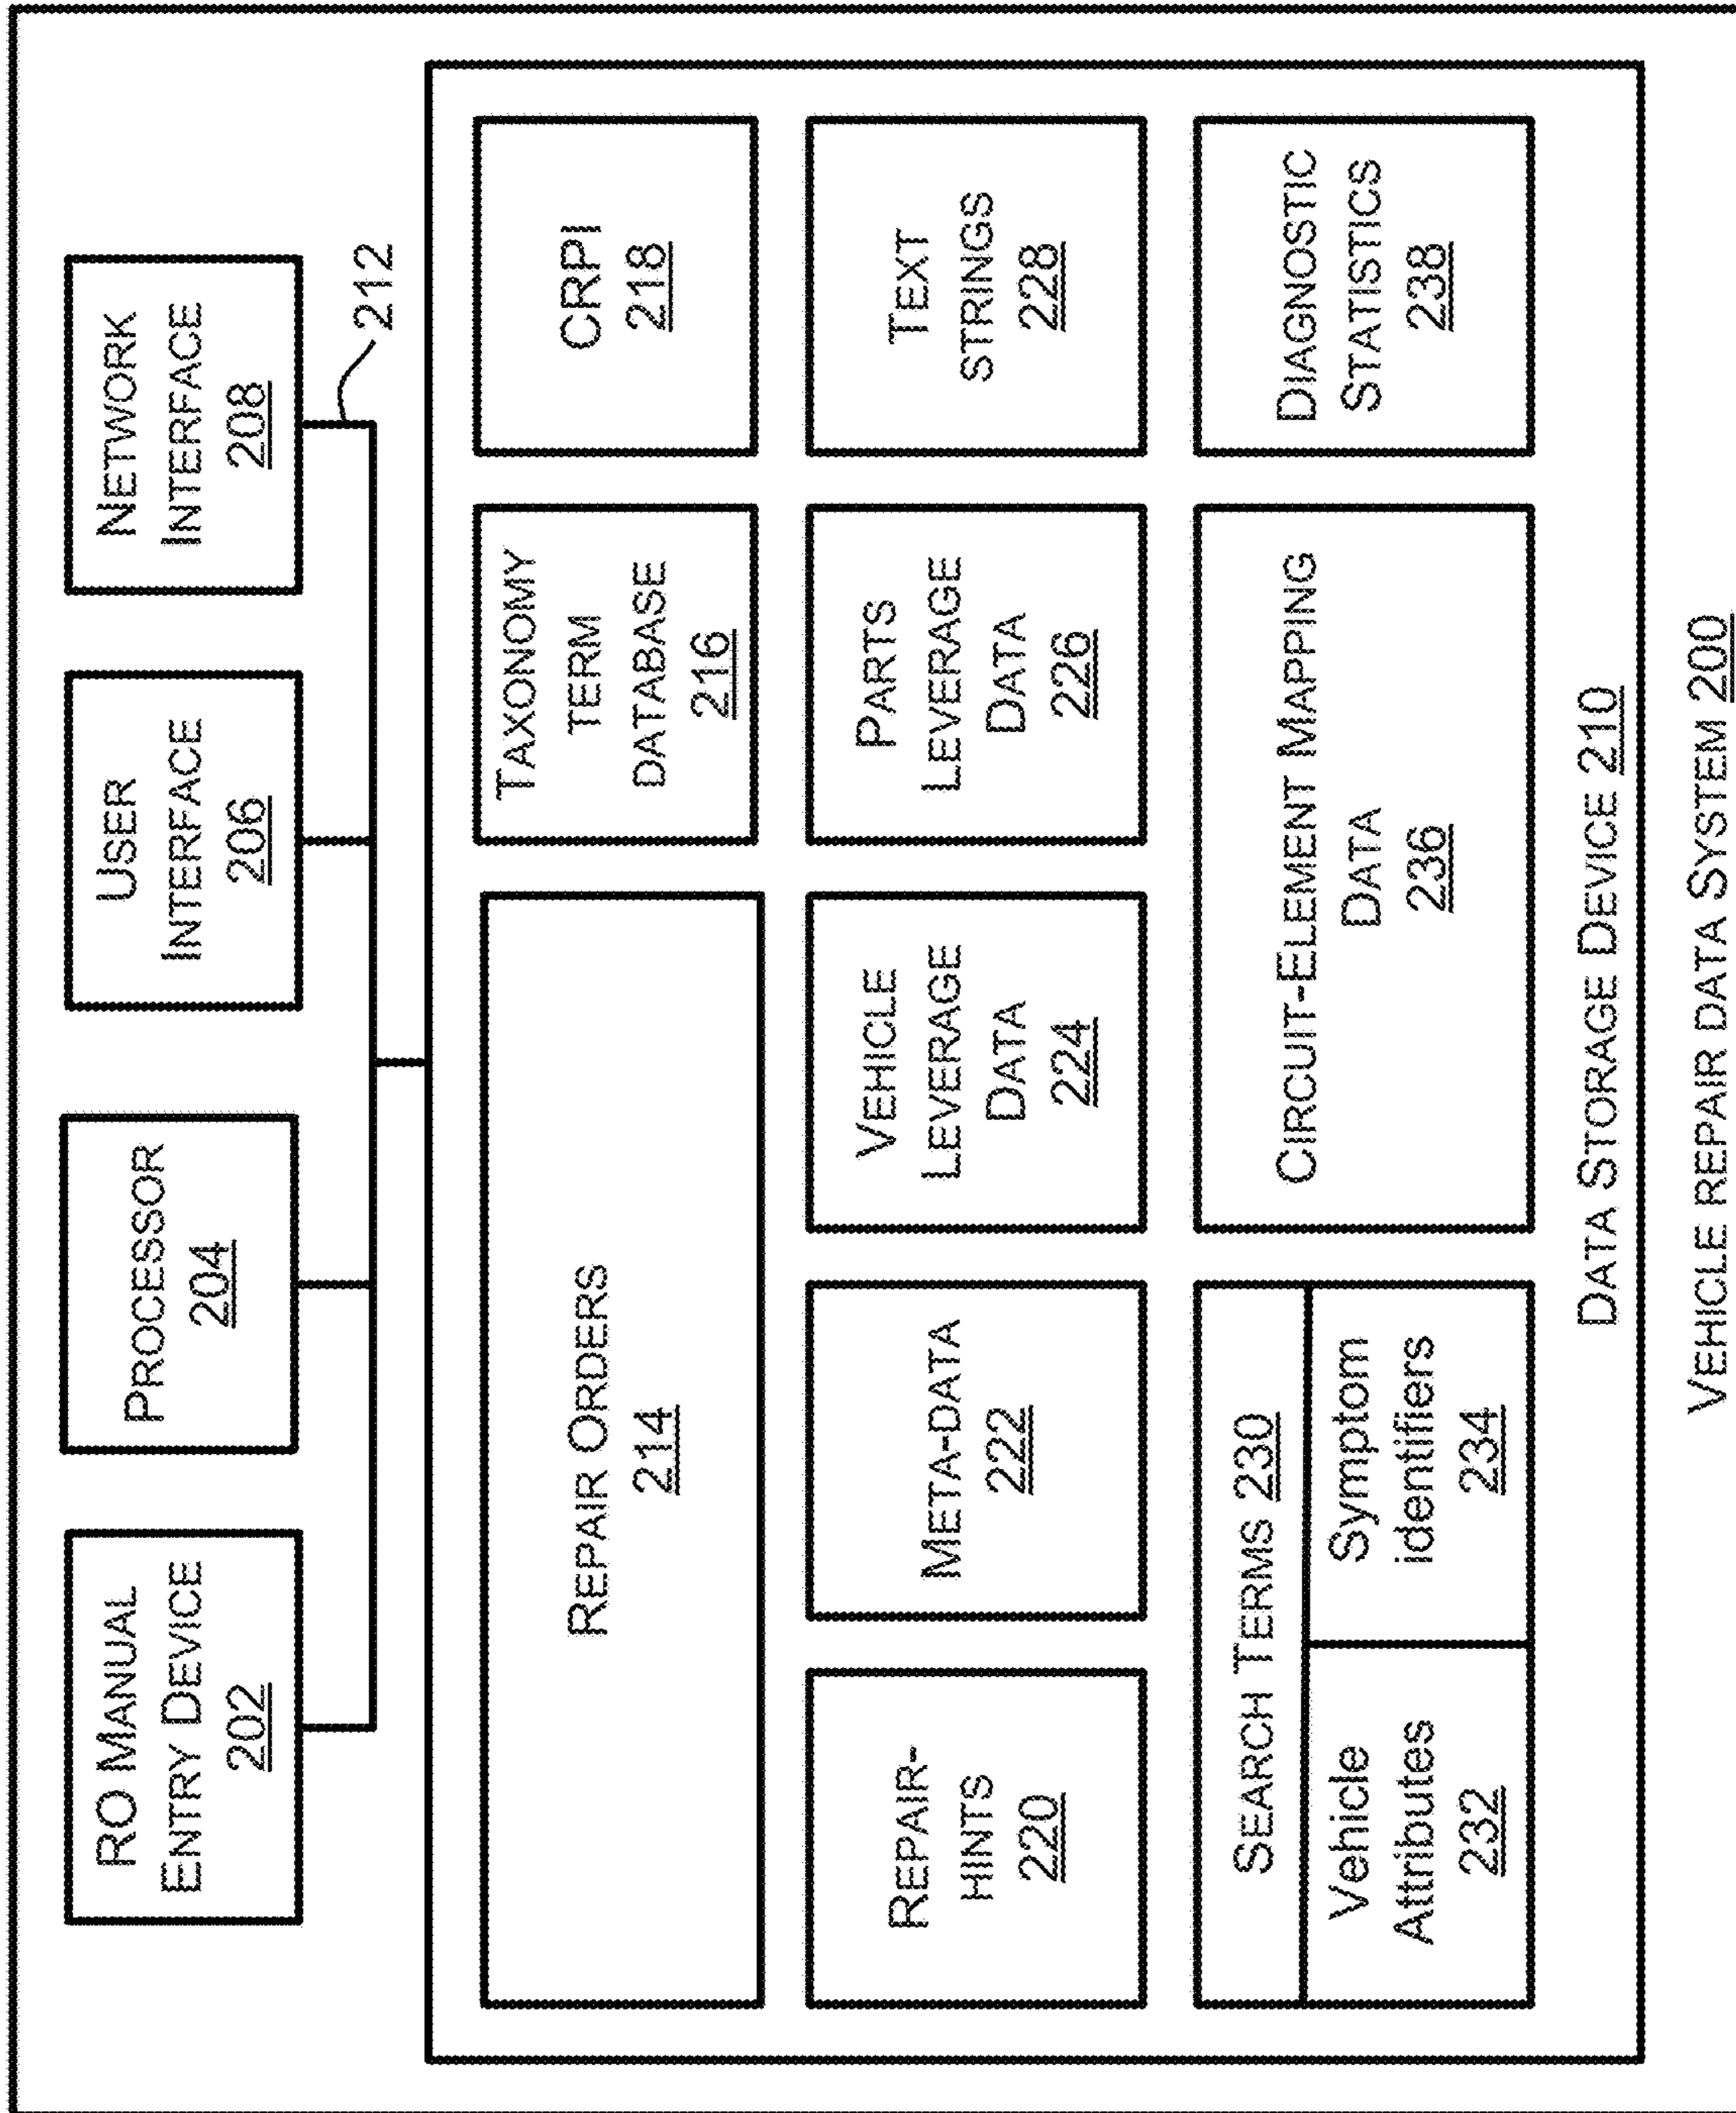 RO MANUAL
ENTRY DEVICE
202
PROCESSOR
204
USER
INTERFACE
206
NETWORK
INTERFACE
208
212
REPAIR ORDERS
214
TAXONOMY
TERM
DATABASE
216
CRPI
218
REPAIR-
HINTS
220
META-DATA
222
VEHICLE
LEVERAGE
DATA
224
PARTS
LEVERAGE
DATA
226
TEXT
STRINGS
228
SEARCH TERMS 230
Vehicle
Attributes
232
Symptom
identifiers
234
CIRCUIT-ELEMENT MAPPING
DATA
236
DIAGNOSTIC
STATISTICS
238
DATA STORAGE DEVICE 210
VEHICLE REPAIR DATA SYSTEM 200